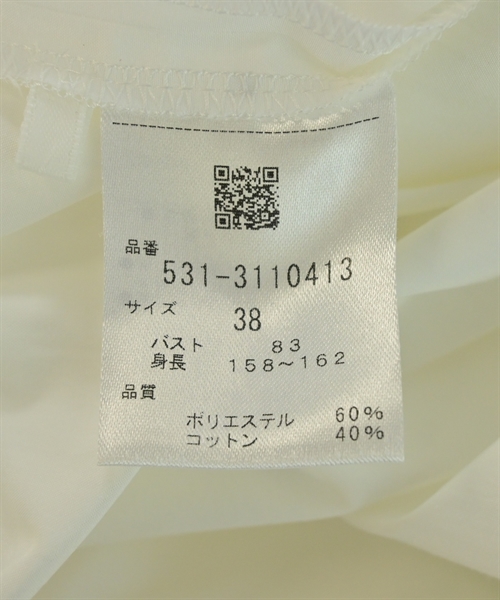 品番
531-3110413
サイズ
38
バスト 83
身長 158～162
品質
ポリエステル 60%
コットン 40%